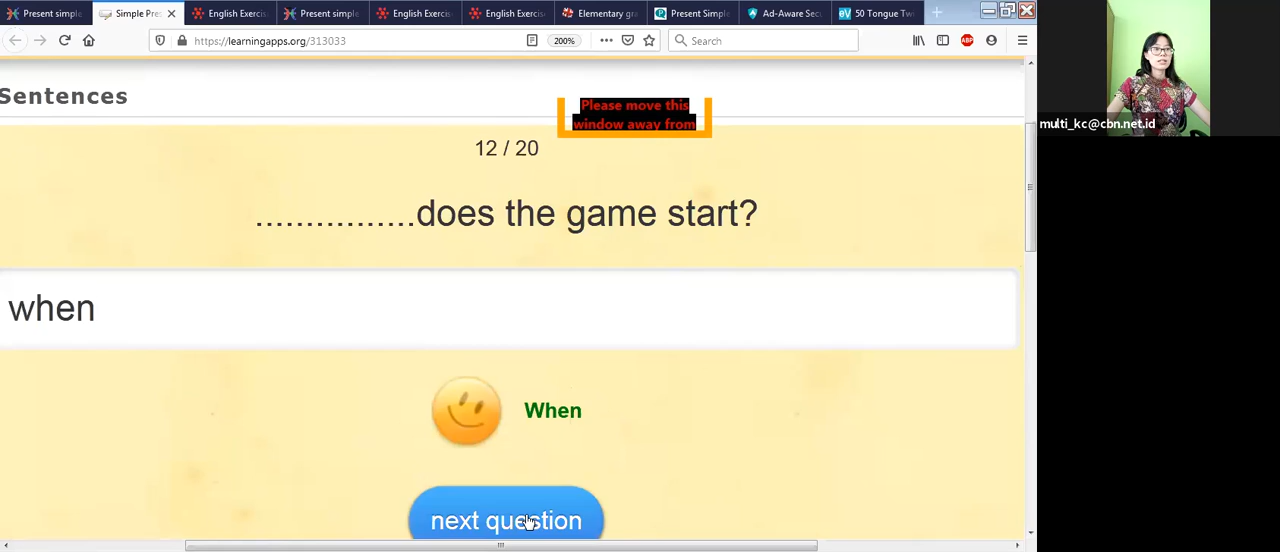 Present simple
Simple Pres
English Exercis
Present simple
English Exercis
English Exercis
Elementary gra
Present Simple
Ad-Aware Secu
50 Tongue Tw
https://learningapps.org/313033
200%
Search
ABP
Sentences
Please move this
window away from
12 / 20
................does the game start?
when
When
next question
multi_kc@cbn.net.id